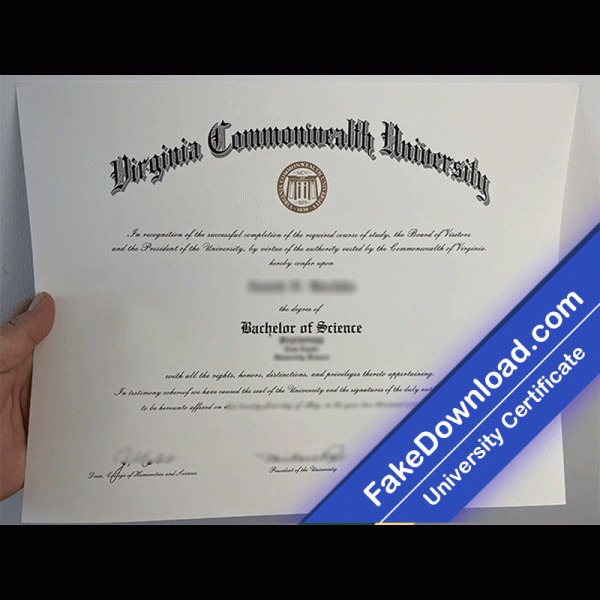 Virginia Commonwealth University
In recognition of the successful completion of the required course of study, the Board of Visitors
and the President of the University, by virtue of the authority vested by the Commonwealth of Virginia
hereby confer upon
the degree of
Bachelor of Science
with all the rights, honors, distinctions, and privileges thereto appertaining.
In testimony whereof we have caused the seal of the University and the signatures of the duly
to be hereunto affixed on
Dean, College of Humanities and Sciences
President of the University
FakeDownload.com
University Certificate